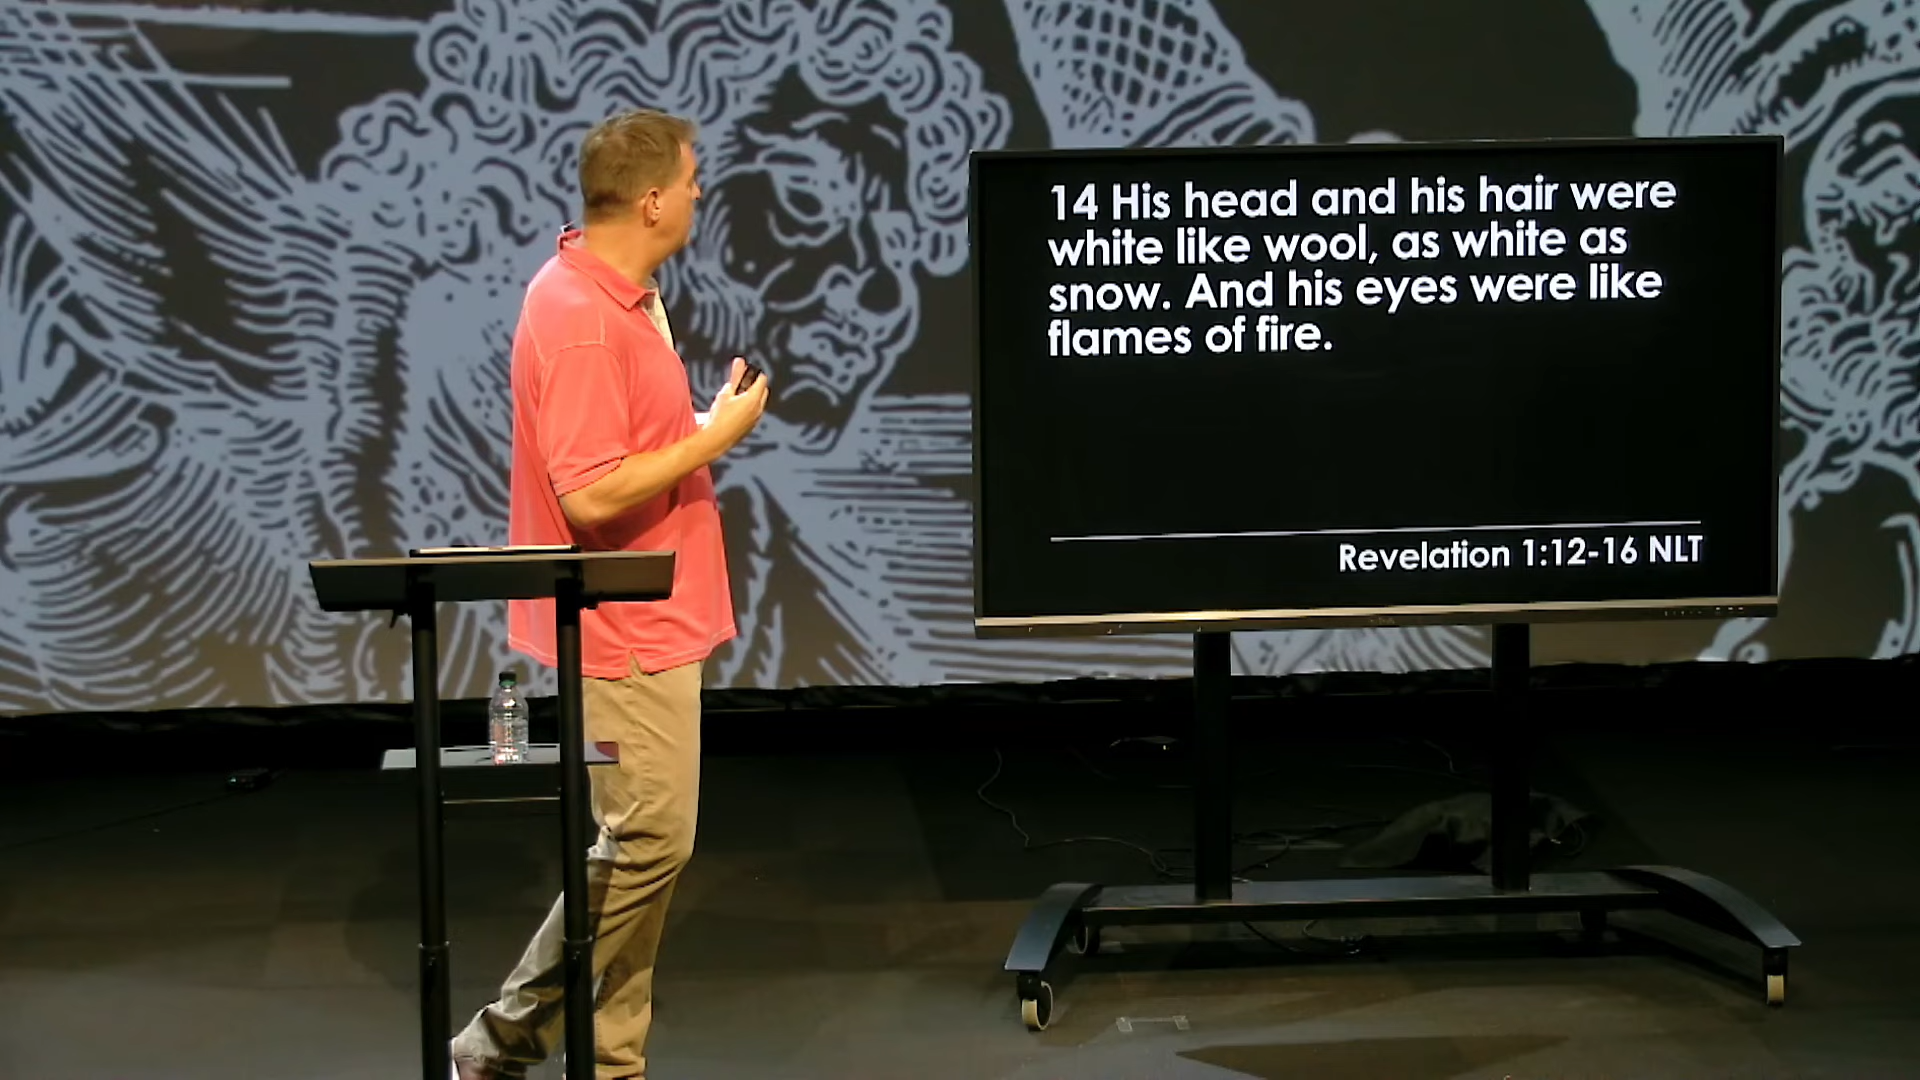 14 His head and his hair were
white like wool, as white as
snow. And his eyes were like
flames of fire.
Revelation 1:12-16 NLT